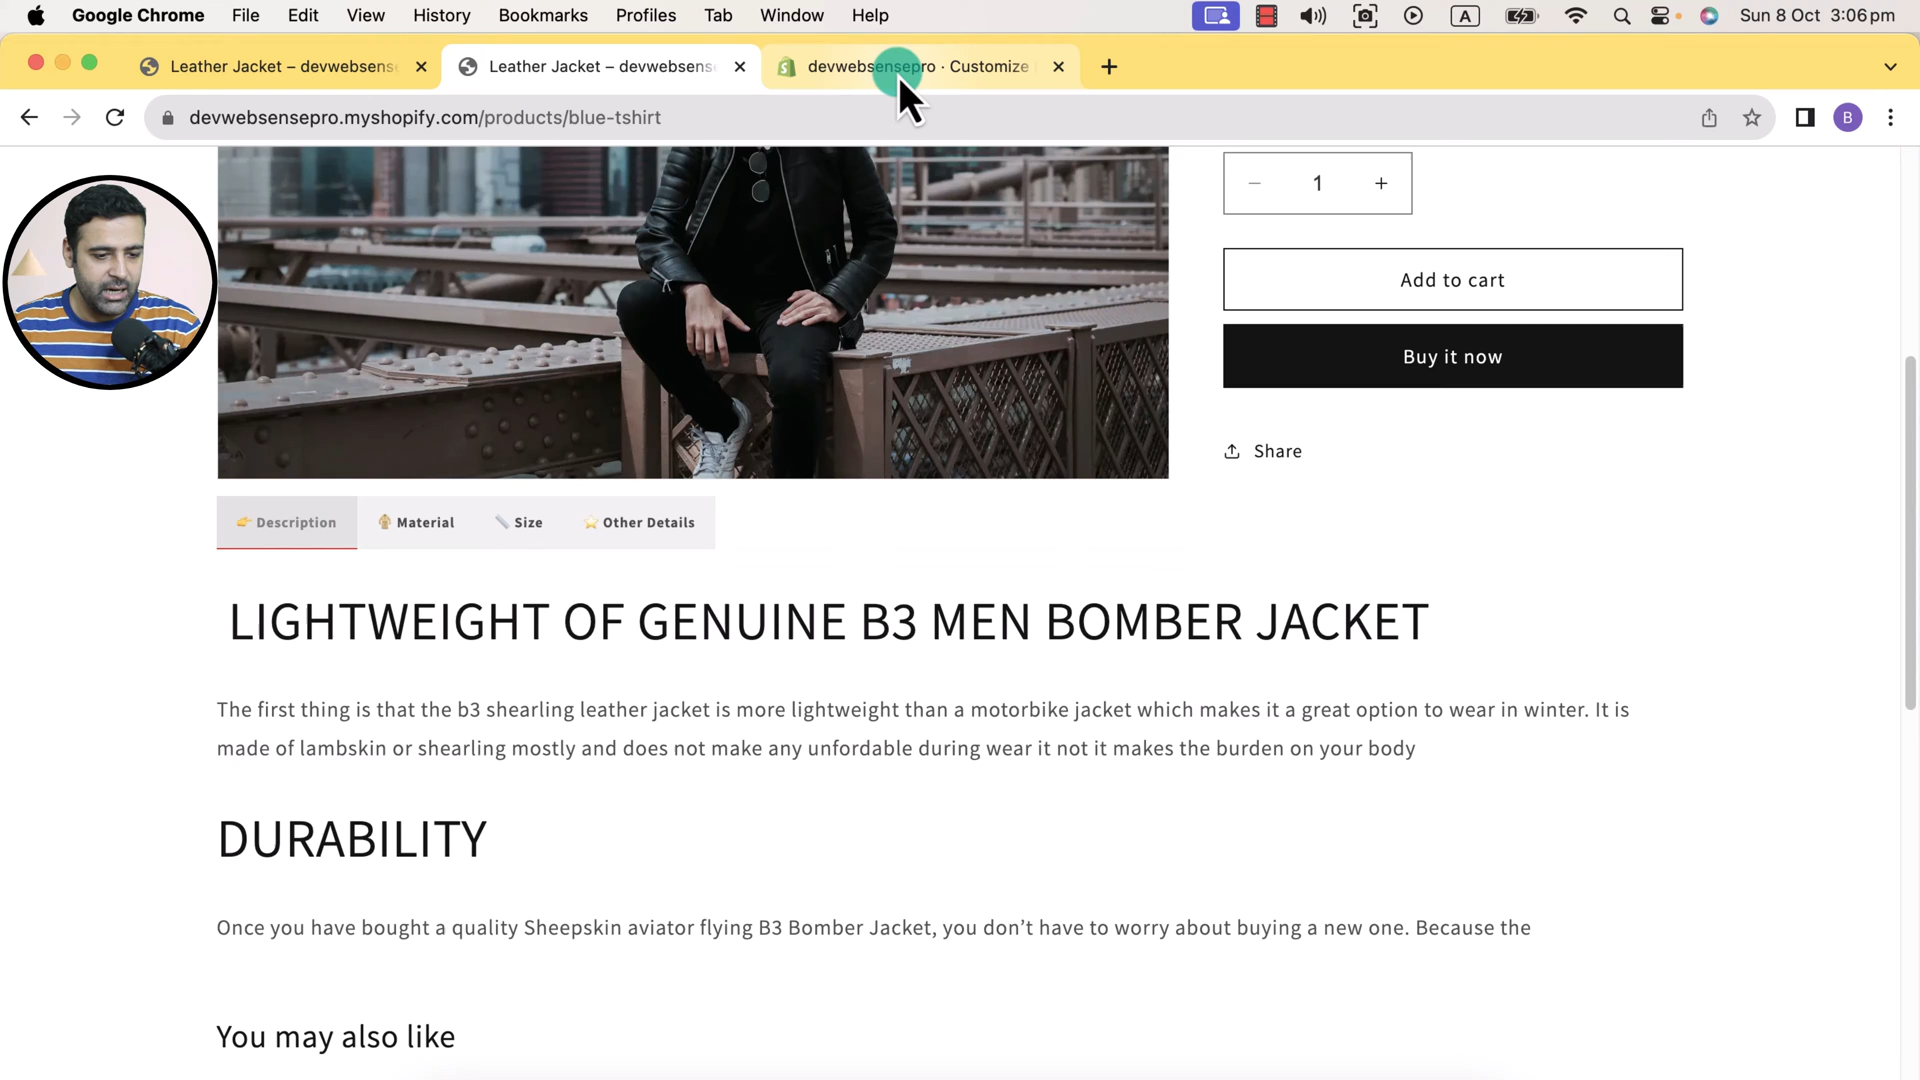 Google Chrome File Edit View History Bookmarks Profiles Tab Window Help A Sun 8 Oct 3:06 pm
Leather Jacket – devwebsens Leather Jacket – devwebsens devwebsensepro · Customize
devwebsensepro.myshopify.com/products/blue-tshirt B
− 1 +
Add to cart
Buy it now
Share
👉 Description 🧥 Material 📏 Size ⭐ Other Details
LIGHTWEIGHT OF GENUINE B3 MEN BOMBER JACKET
The first thing is that the b3 shearling leather jacket is more lightweight than a motorbike jacket which makes it a great option to wear in winter. It is
made of lambskin or shearling mostly and does not make any unfordable during wear it not it makes the burden on your body
DURABILITY
Once you have bought a quality Sheepskin aviator flying B3 Bomber Jacket, you don’t have to worry about buying a new one. Because the
You may also like